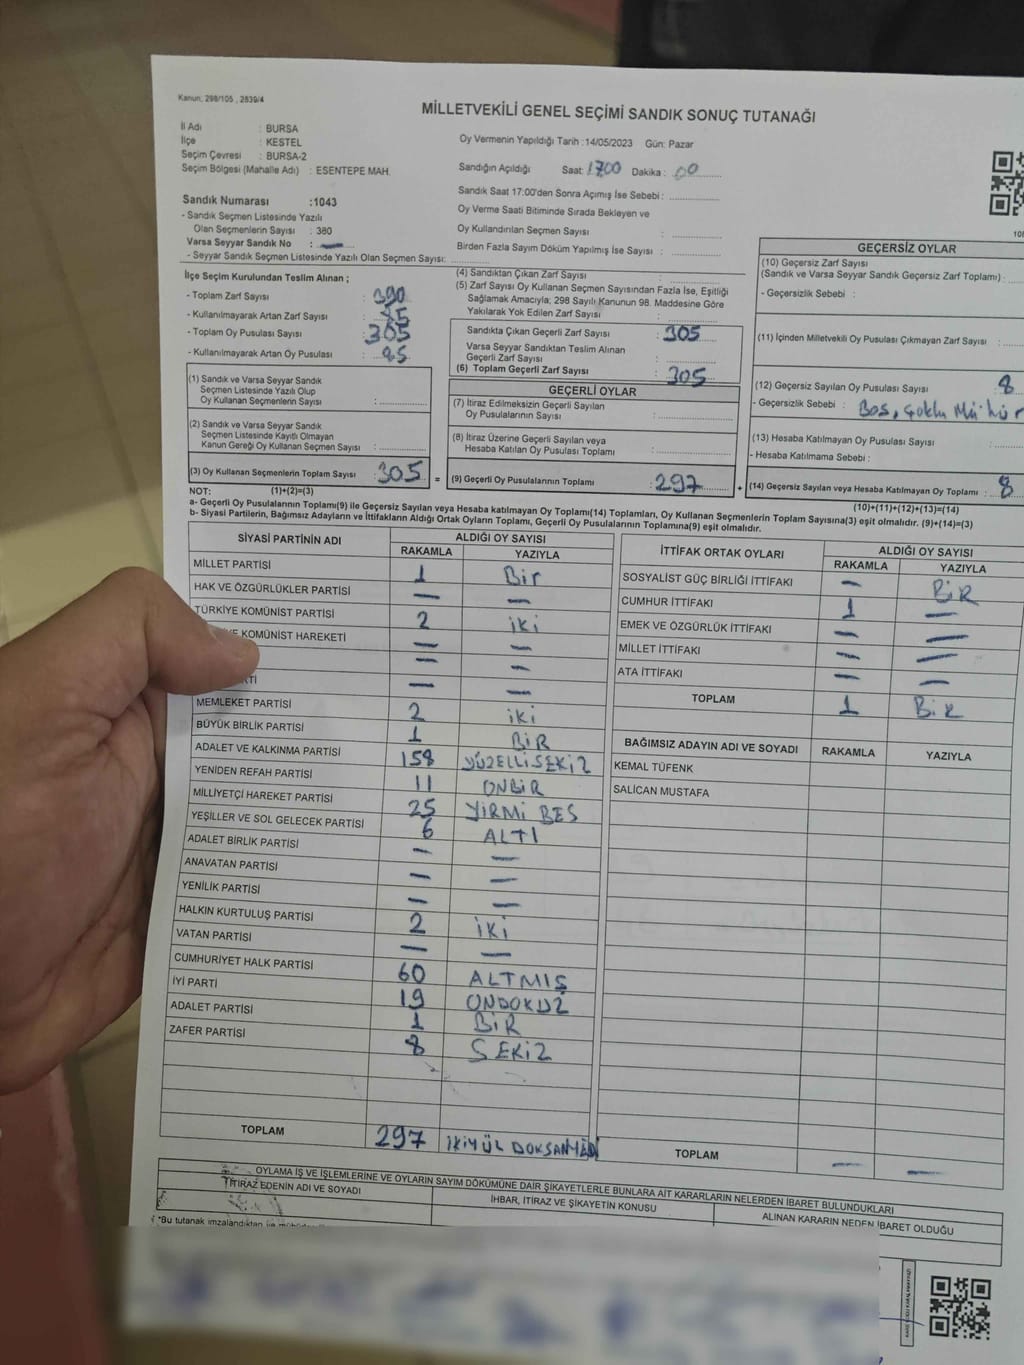 Kanun, 298/105 , 2839/4
MİLLETVEKİLİ GENEL SEÇİMİ SANDIK SONUÇ TUTANAĞI
İl Adı : BURSA
İlçe : KESTEL
Seçim Çevresi : BURSA-2
Seçim Bölgesi (Mahalle Adı) : ESENTEPE MAH.
Oy Vermenin Yapıldığı Tarih :14/05/2023 Gün: Pazar
Sandığın Açıldığı Saat: 1700 Dakika : 00
Sandık Saat 17:00'den Sonra Açımış İse Sebebi :
Oy Verme Saati Bitiminde Sırada Bekleyen ve
Oy Kullandırılan Seçmen Sayısı :
Birden Fazla Sayım Döküm Yapılmış İse Sayısı :
Sandık Numarası :1043
- Sandık Seçmen Listesinde Yazılı
Olan Seçmenlerin Sayısı : 380
Varsa Seyyar Sandık No : —
- Seyyar Sandık Seçmen Listesinde Yazılı Olan Seçmen Sayısı:
İlçe Seçim Kurulundan Teslim Alınan ;
- Toplam Zarf Sayısı : 390
- Kullanılmayarak Artan Zarf Sayısı : 85
- Toplam Oy Pusulası Sayısı :
- Kullanılmayarak Artan Oy Pusulası :
(4) Sandıktan Çıkan Zarf Sayısı :
(5) Zarf Sayısı Oy Kullanan Seçmen Sayısından Fazla İse, Eşitliği
Sağlamak Amacıyla, 298 Sayılı Kanunun 98. Maddesine Göre
Yakılarak Yok Edilen Zarf Sayısı :
Sandıkta Çıkan Geçerli Zarf Sayısı : 305
Varsa Seyyar Sandıktan Teslim Alınan
Geçerli Zarf Sayısı :
(6) Toplam Geçerli Zarf Sayısı : 305
GEÇERSİZ OYLAR
(10) Geçersiz Zarf Sayısı
(Sandık ve Varsa Seyyar Sandık Geçersiz Zarf Toplamı) :
- Geçersizlik Sebebi :
(11) İçinden Milletvekili Oy Pusulası Çıkmayan Zarf Sayısı :
(12) Geçersiz Sayılan Oy Pusulası Sayısı : 8
- Geçersizlik Sebebi : Boş, Çoklu Mühür
(13) Hesaba Katılmayan Oy Pusulası Sayısı
- Hesaba Katılmama Sebebi :
(14) Geçersiz Sayılan veya Hesaba Katılmayan Oy Toplamı : 8
(10)+(11)+(12)+(13)=(14)
(1) Sandık ve Varsa Seyyar Sandık
Seçmen Listesinde Yazılı Olup
Oy Kullanan Seçmenlerin Sayısı :
(2) Sandık ve Varsa Seyyar Sandık
Seçmen Listesinde Kayıtlı Olmayan
Kanun Gereği Oy Kullanan Seçmen Sayısı :
(3) Oy Kullanan Seçmenlerin Toplam Sayısı : 305 =
GEÇERLİ OYLAR
(7) İtiraz Edilmeksizin Geçerli Sayılan
Oy Pusulalarının Sayısı :
(8) İtiraz Üzerine Geçerli Sayılan veya
Hesaba Katılan Oy Pusulası Toplamı :
(9) Geçerli Oy Pusulalarının Toplamı : 297 +
NOT: (1)+(2)=(3)
a- Geçerli Oy Pusulalarının Toplamı(9) ile Geçersiz Sayılan veya Hesaba katılmayan Oy Toplamı(14) Toplamları, Oy Kullanan Seçmenlerin Toplam Sayısına(3) eşit olmalıdır. (9)+(14)=(3)
b- Siyasi Partilerin, Bağımsız Adayların ve İttifakların Aldığı Ortak Oyların Toplamı, Geçerli Oy Pusulalarının Toplamına(9) eşit olmalıdır.
SİYASİ PARTİNİN ADI ALDIĞI OY SAYISI
RAKAMLA YAZIYLA
MİLLET PARTİSİ 1 Bir
HAK VE ÖZGÜRLÜKLER PARTİSİ — —
TÜRKİYE KOMÜNİST PARTİSİ 2 iki
KOMÜNİST HAREKETİ — —
— —
— —
MEMLEKET PARTİSİ 2 iki
BÜYÜK BİRLİK PARTİSİ 1 BİR
ADALET VE KALKINMA PARTİSİ 158 YÜZELLİSEKİZ
YENİDEN REFAH PARTİSİ 11 ONBİR
MİLLİYETÇİ HAREKET PARTİSİ 25 YİRMİ BES
YEŞİLLER VE SOL GELECEK PARTİSİ 6 ALTI
ADALET BİRLİK PARTİSİ — —
ANAVATAN PARTİSİ — —
YENİLİK PARTİSİ — —
HALKIN KURTULUŞ PARTİSİ 2 İKİ
VATAN PARTİSİ — —
CUMHURİYET HALK PARTİSİ 60 ALTMIŞ
İYİ PARTİ 19 ONDOKUZ
ADALET PARTİSİ 1 BİR
ZAFER PARTİSİ 8 SEKİZ
TOPLAM 297
İTTİFAK ORTAK OYLARI ALDIĞI OY SAYISI
RAKAMLA YAZIYLA
SOSYALİST GÜÇ BİRLİĞİ İTTİFAKI — BİR
CUMHUR İTTİFAKI 1 —
EMEK VE ÖZGÜRLÜK İTTİFAKI — —
MİLLET İTTİFAKI — —
ATA İTTİFAKI — —
TOPLAM 1 BİR
BAĞIMSIZ ADAYIN ADI VE SOYADI RAKAMLA YAZIYLA
KEMAL TÜFENK
SALİCAN MUSTAFA
TOPLAM — —
OYLAMA İŞ VE İŞLEMLERİNE VE OYLARIN SAYIM DÖKÜMÜNE DAİR ŞİKAYETLERLE BUNLARA AİT KARARLARIN NELERDEN İBARET BULUNDUKLARI
İTİRAZ EDENİN ADI VE SOYADI İHBAR, İTİRAZ VE ŞİKAYETİN KONUSU ALINAN KARARIN NEDEN İBARET OLDUĞU
*Bu tutanak imzalandıktan